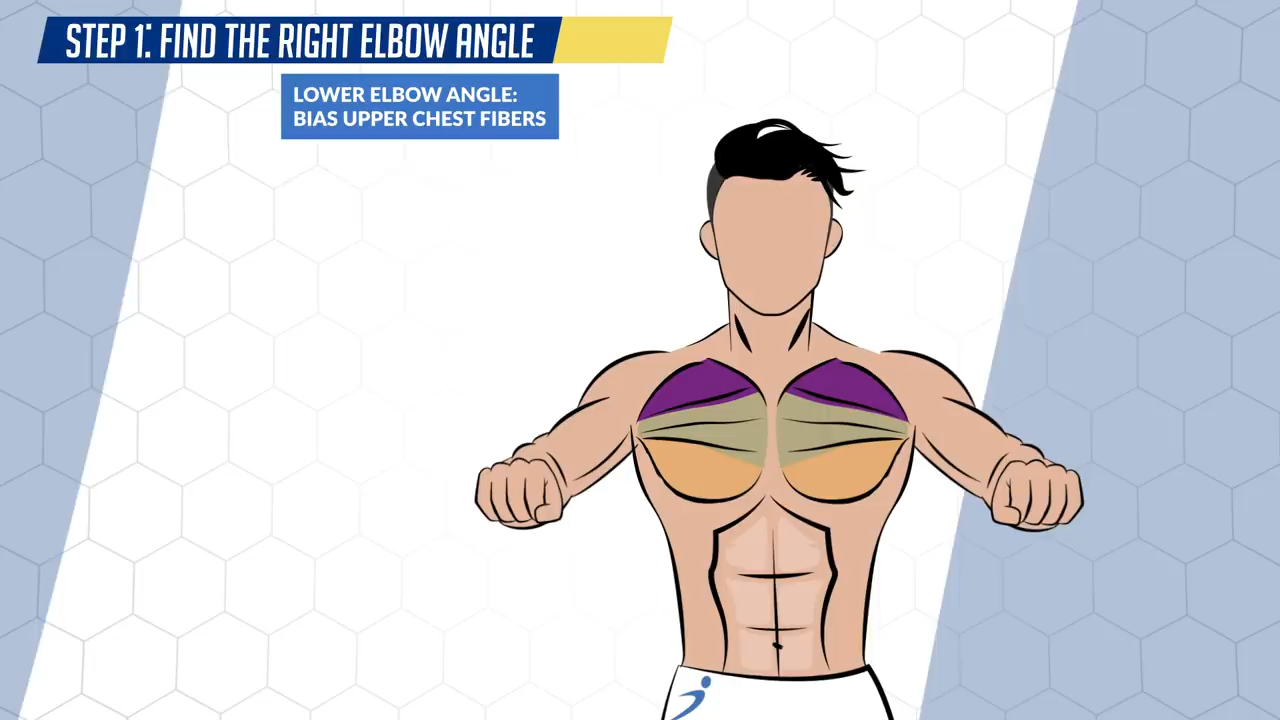 STEP 1: FIND THE RIGHT ELBOW ANGLE
LOWER ELBOW ANGLE:
BIAS UPPER CHEST FIBERS